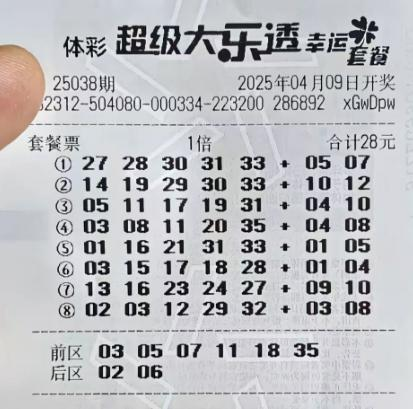 体彩 超级大乐透 幸运套餐
25038期 2025年04月09日开奖
62312-504080-000334-223200 286892 xGwDpw
套餐票 1倍 合计28元
① 27 28 30 31 33 + 05 07
② 14 19 29 30 33 + 10 12
③ 05 11 17 19 31 + 04 10
④ 03 08 11 20 35 + 04 08
⑤ 01 16 21 31 33 + 01 05
⑥ 03 15 17 18 28 + 01 04
⑦ 13 16 23 24 27 + 09 10
⑧ 02 03 12 29 32 + 03 08
前区 03 05 07 11 18 35
后区 02 06